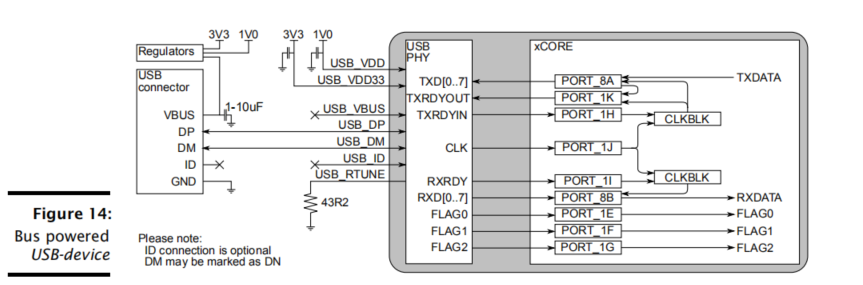 3V3 1V0
3V3 1V0
Regulators
USB
connector
VBUS
DP
DM
ID
GND
1-10uF
USB_VDD
USB_VDD33
USB_VBUS
USB_DP
USB_DM
USB_ID
USB_RTUNE
43R2
USB
PHY
TXD[0..7]
TXRDYOUT
TXRDYIN
CLK
RXRDY
RXD[0..7]
FLAG0
FLAG1
FLAG2
xCORE
PORT_8A
PORT_1K
PORT_1H
PORT_1J
PORT_1I
PORT_8B
PORT_1E
PORT_1F
PORT_1G
CLKBLK
CLKBLK
TXDATA
RXDATA
FLAG0
FLAG1
FLAG2
Figure 14:
Bus powered
USB-device
Please note:
ID connection is optional
DM may be marked as DN